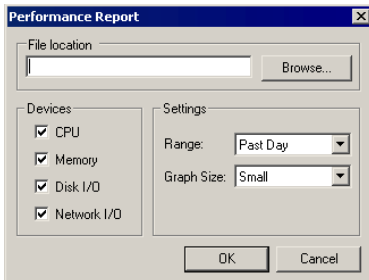 Performance Report
File location
Browse...
Devices
CPU
Memory
Disk I/O
Network I/O
Settings
Range: Past Day
Graph Size: Small
OK Cancel